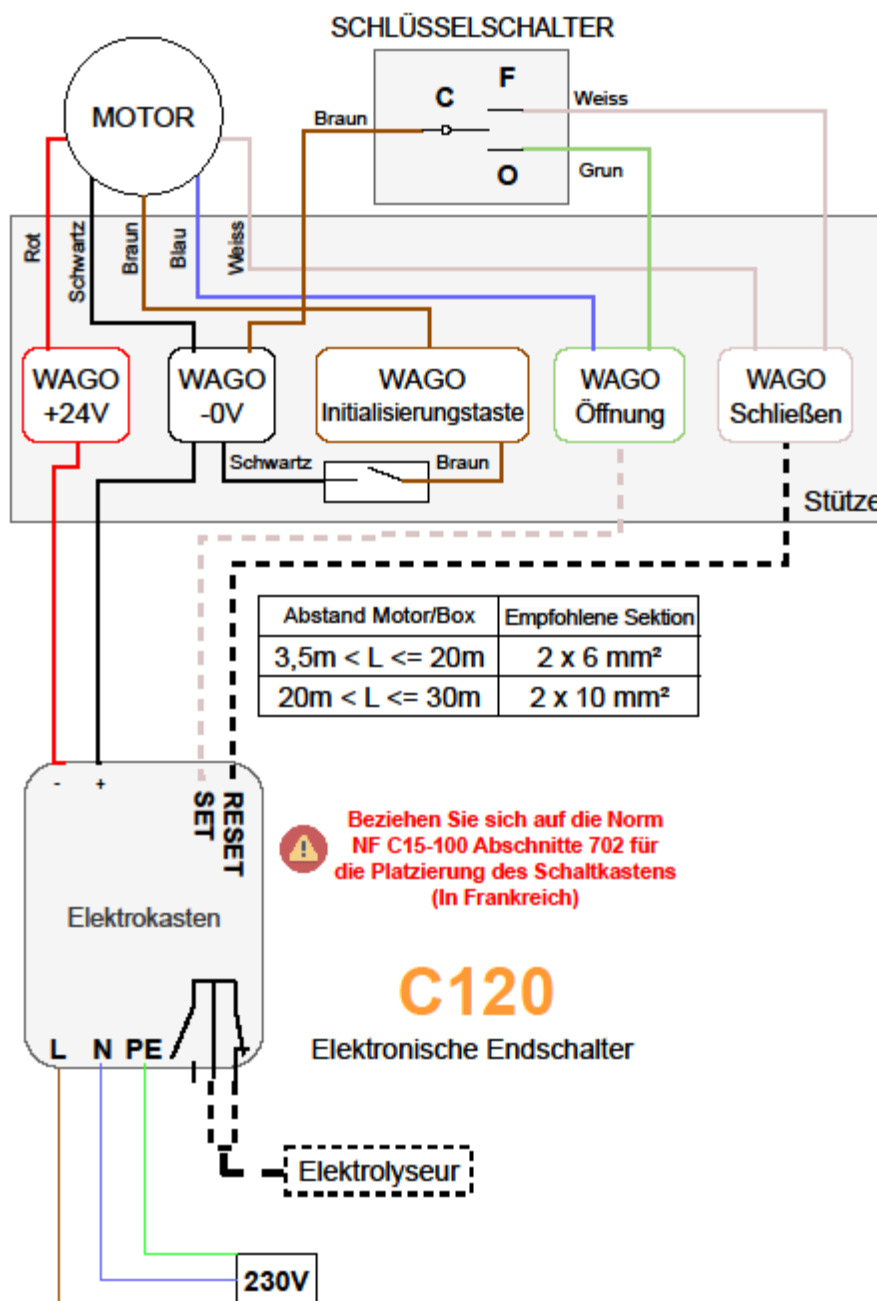 SCHLÜSSELSCHALTER
MOTOR
C
F
O
Braun
Weiss
Grun
Rot
Schwartz
Braun
Blau
Weiss
WAGO
+24V
WAGO
-0V
WAGO
Initialisierungstaste
WAGO
Öffnung
WAGO
Schließen
Schwartz
Braun
Stütze
Abstand Motor/Box
Empfohlene Sektion
3,5m < L <= 20m
2 x 6 mm²
20m < L <= 30m
2 x 10 mm²
-
+
SET
RESET
Beziehen Sie sich auf die Norm
NF C15-100 Abschnitte 702 für
die Platzierung des Schaltkastens
(In Frankreich)
Elektrokasten
C120
Elektronische Endschalter
L
N
PE
Elektrolyseur
230V